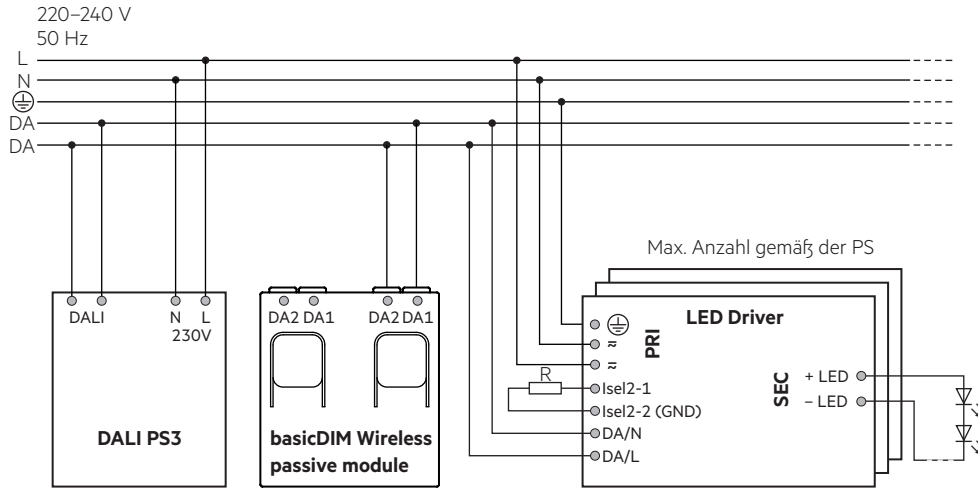 220–240 V
50 Hz
L
N
DA
DA
Max. Anzahl gemäß der PS
DALI
N
L
230V
DALI PS3
DA2 DA1
DA2 DA1
basicDIM Wireless
passive module
LED Driver
PRI
R
Isel2-1
Isel2-2 (GND)
DA/N
DA/L
SEC
+ LED
– LED